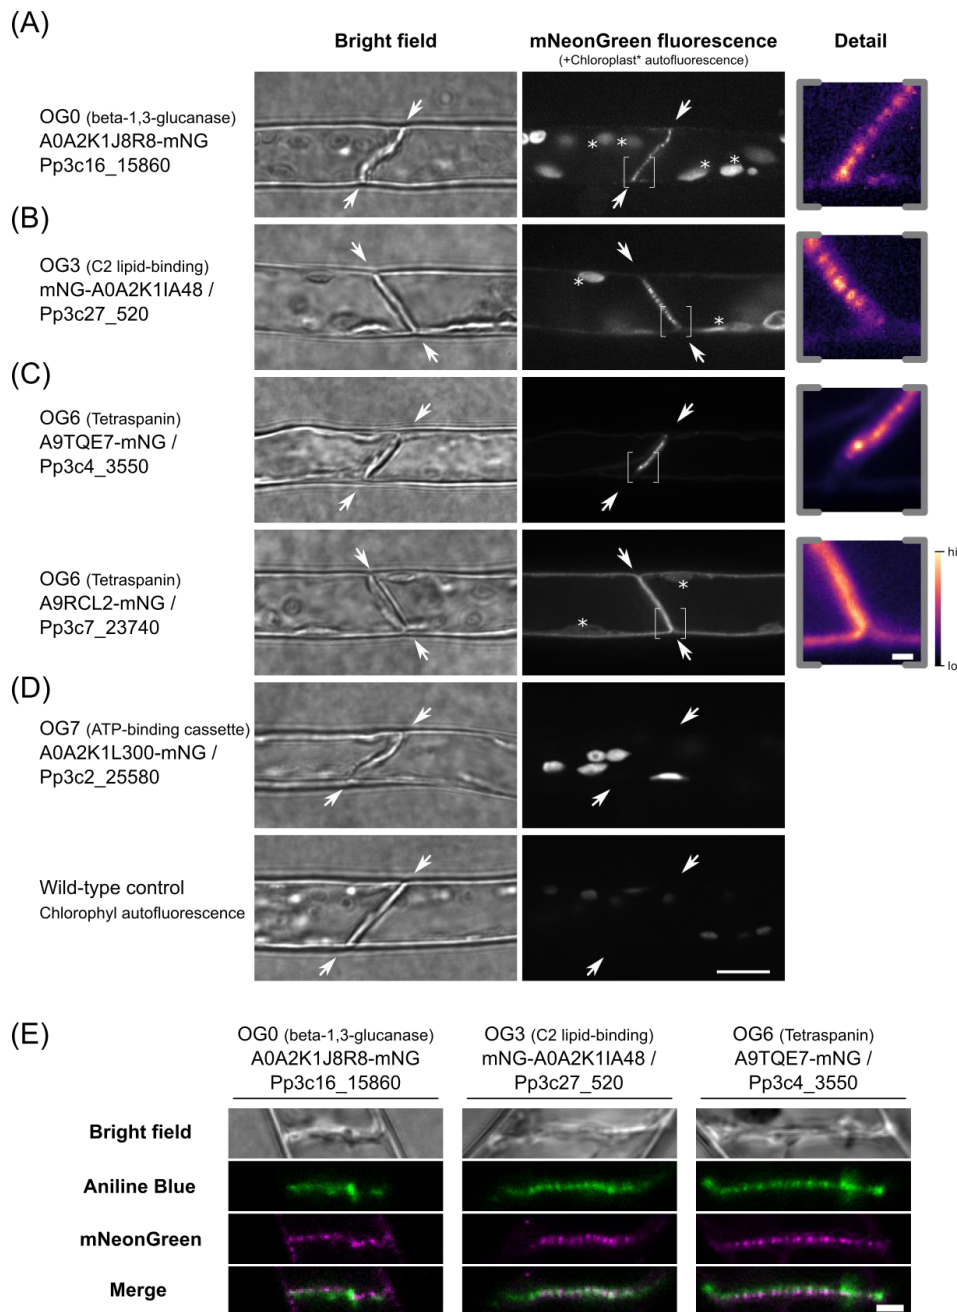 (A)
Bright field
mNeonGreen fluorescence
(+Chloroplast* autofluorescence)
Detail
OG0 (beta-1,3-glucanase)
A0A2K1J8R8-mNG
Pp3c16_15860
* * * *
(B)
OG3 (C2 lipid-binding)
mNG-A0A2K1IA48 /
Pp3c27_520
* *
(C)
OG6 (Tetraspanin)
A9TQE7-mNG /
Pp3c4_3550
OG6 (Tetraspanin)
A9RCL2-mNG /
Pp3c7_23740
* *
hi
lo
(D)
OG7 (ATP-binding cassette)
A0A2K1L300-mNG /
Pp3c2_25580
Wild-type control
Chlorophyl autofluorescence
(E)
OG0 (beta-1,3-glucanase)
A0A2K1J8R8-mNG
Pp3c16_15860
OG3 (C2 lipid-binding)
mNG-A0A2K1IA48 /
Pp3c27_520
OG6 (Tetraspanin)
A9TQE7-mNG /
Pp3c4_3550
Bright field
Aniline Blue
mNeonGreen
Merge